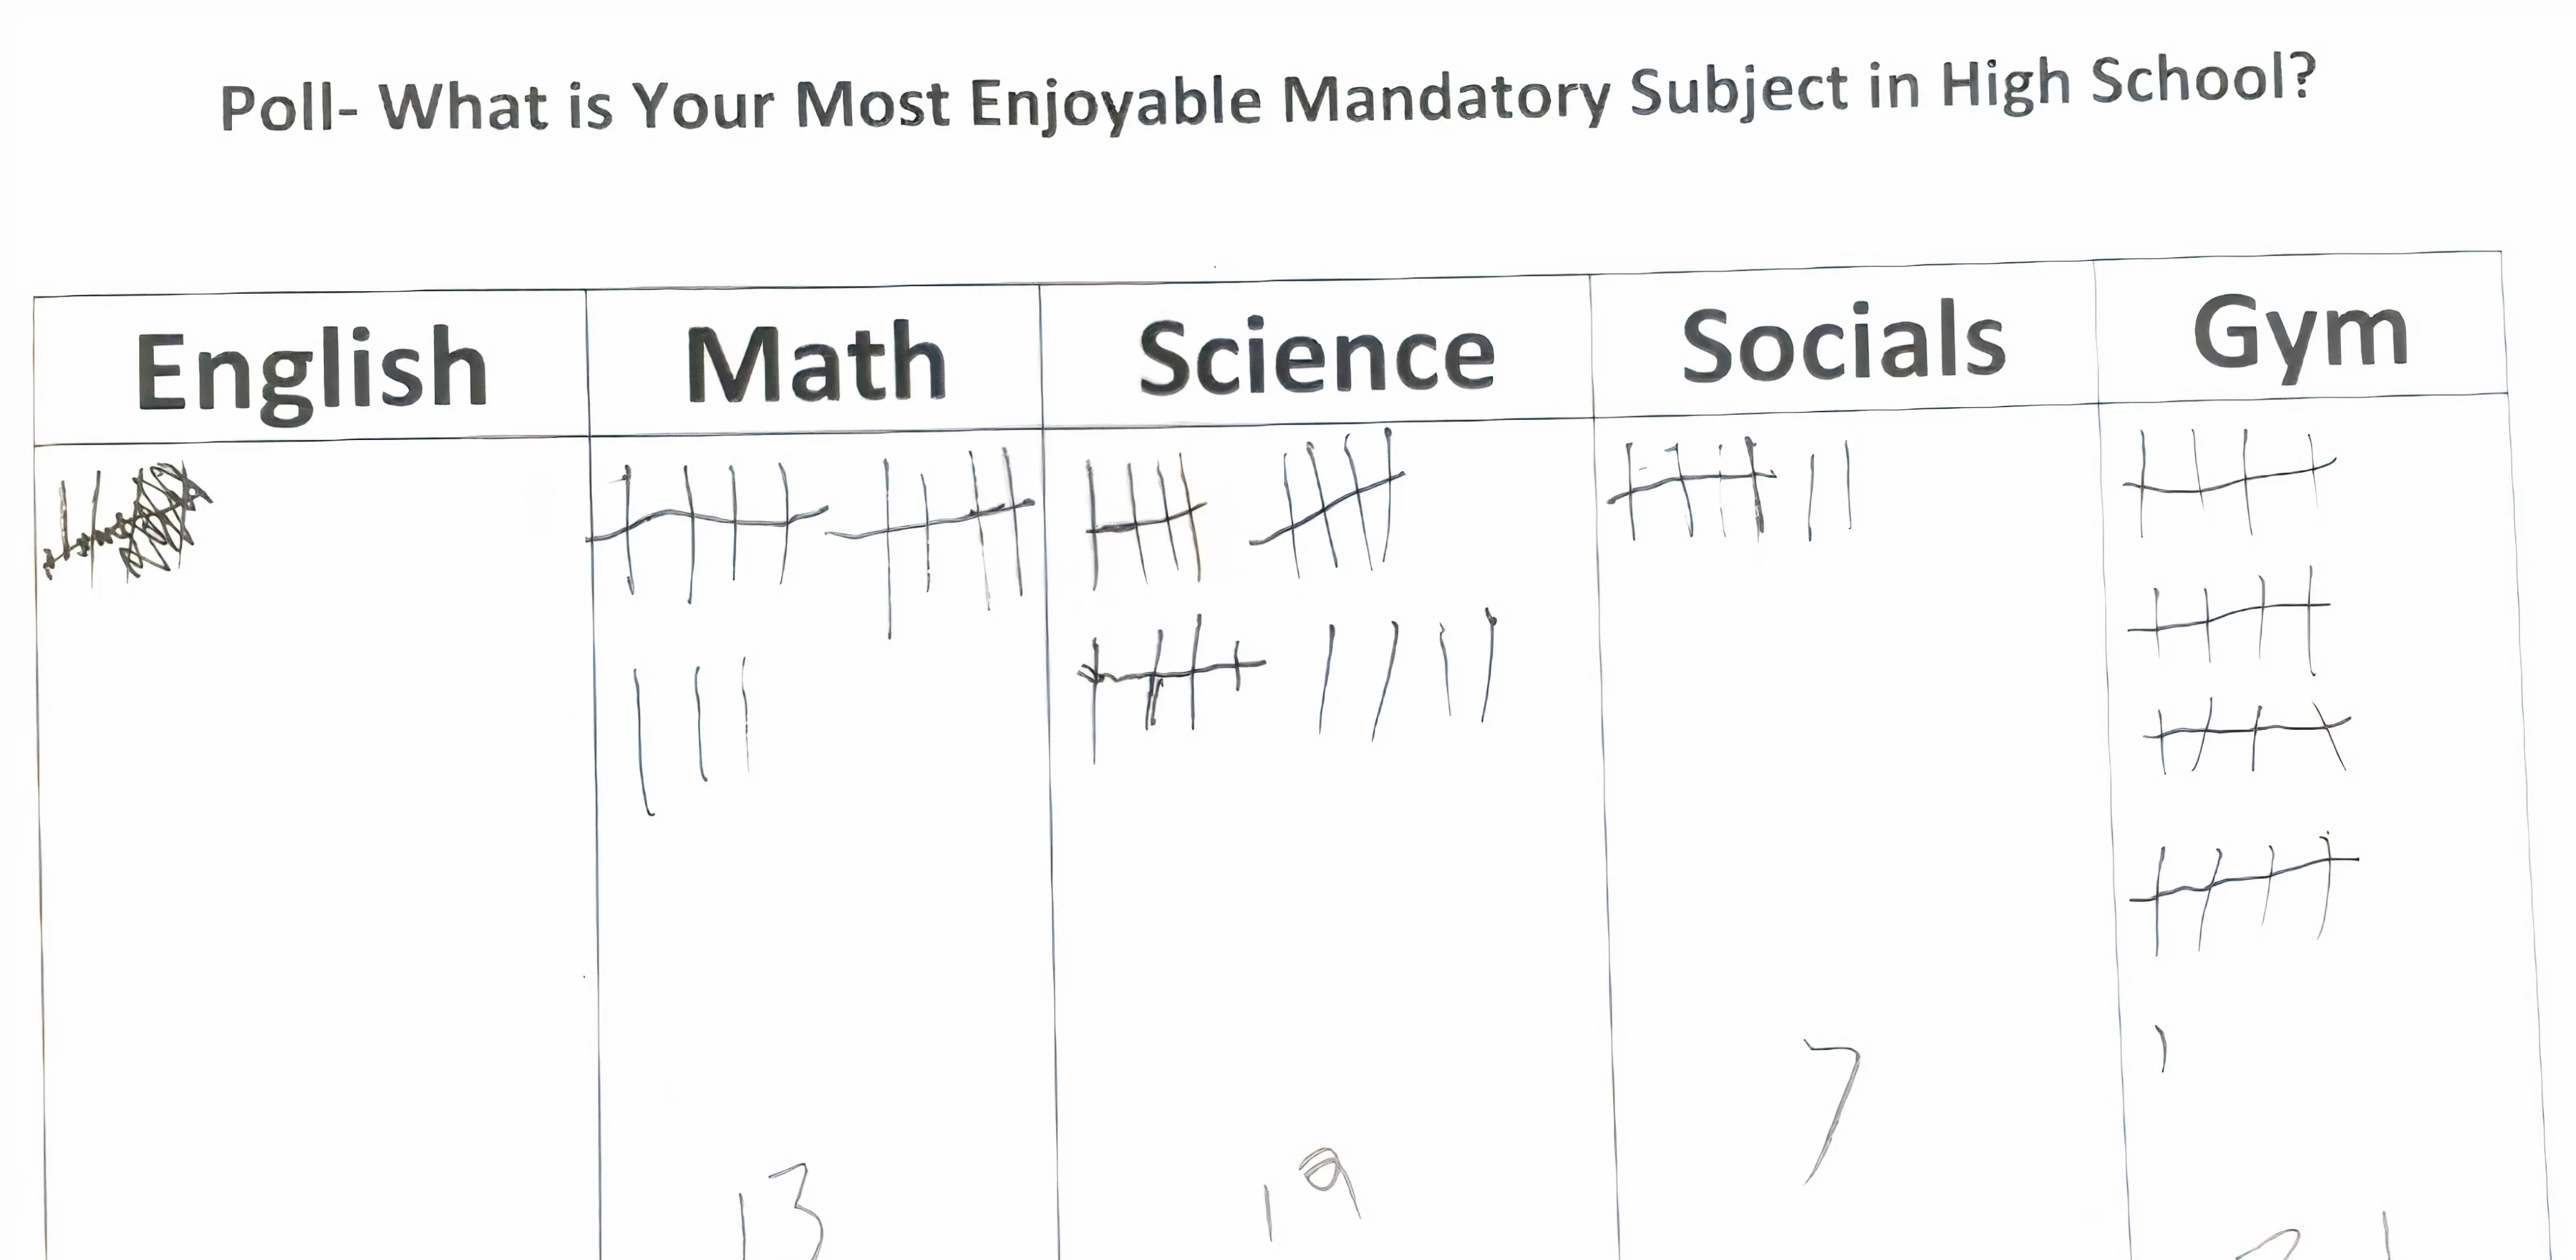 Poll- What is Your Most Enjoyable Mandatory Subject in High School?
English Math Science Socials Gym
7
13 19 21